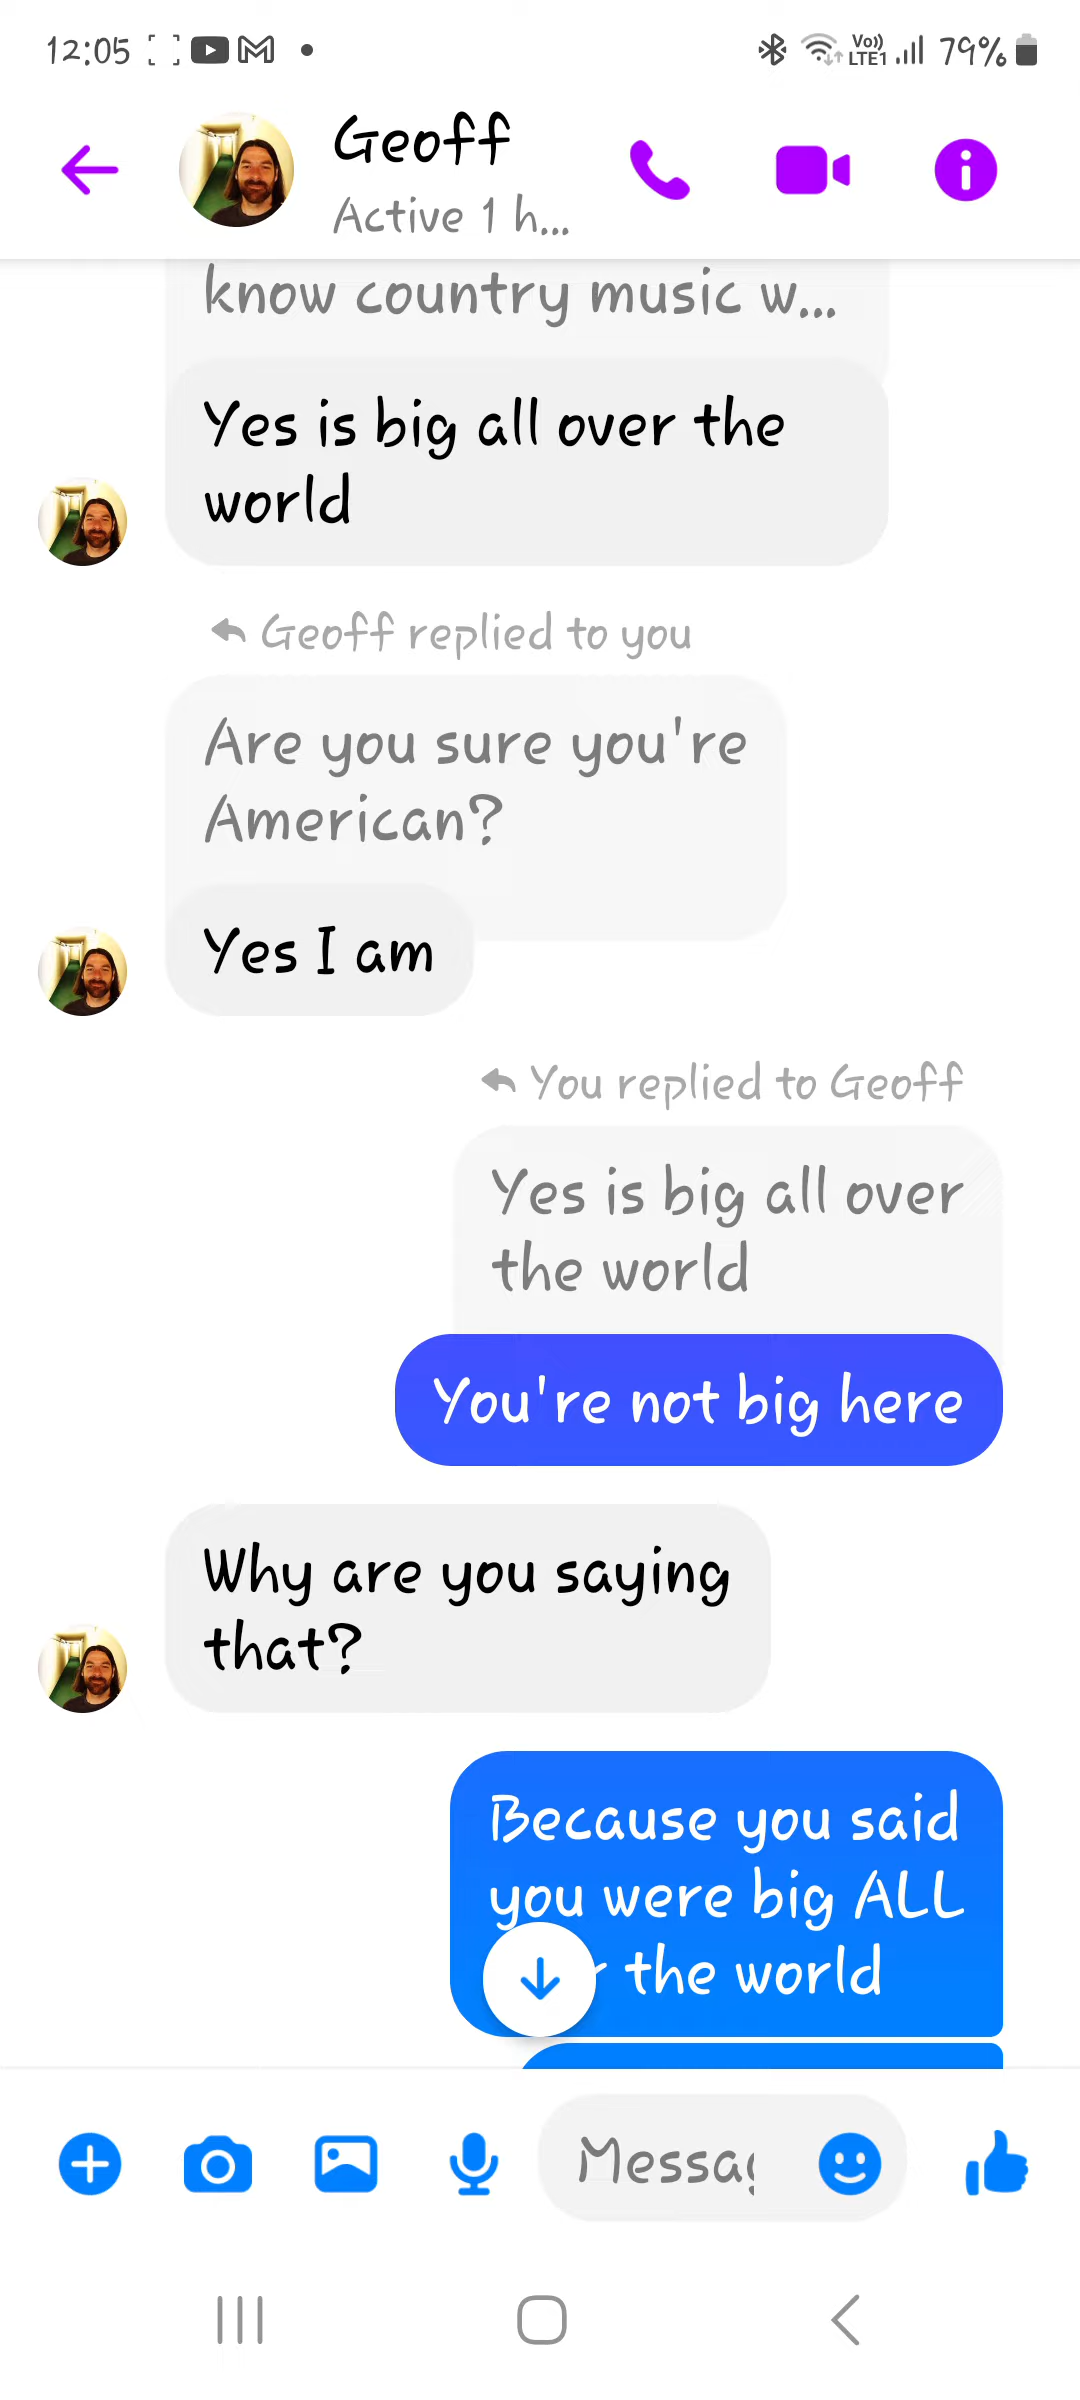 12:05
Vo))
LTE1
79%
Geoff
Active 1 h...
know country music w...
Yes is big all over the
world
Geoff replied to you
Are you sure you're
American?
Yes I am
You replied to Geoff
Yes is big all over
the world
You're not big here
Why are you saying
that?
Because you said
you were big ALL
the world